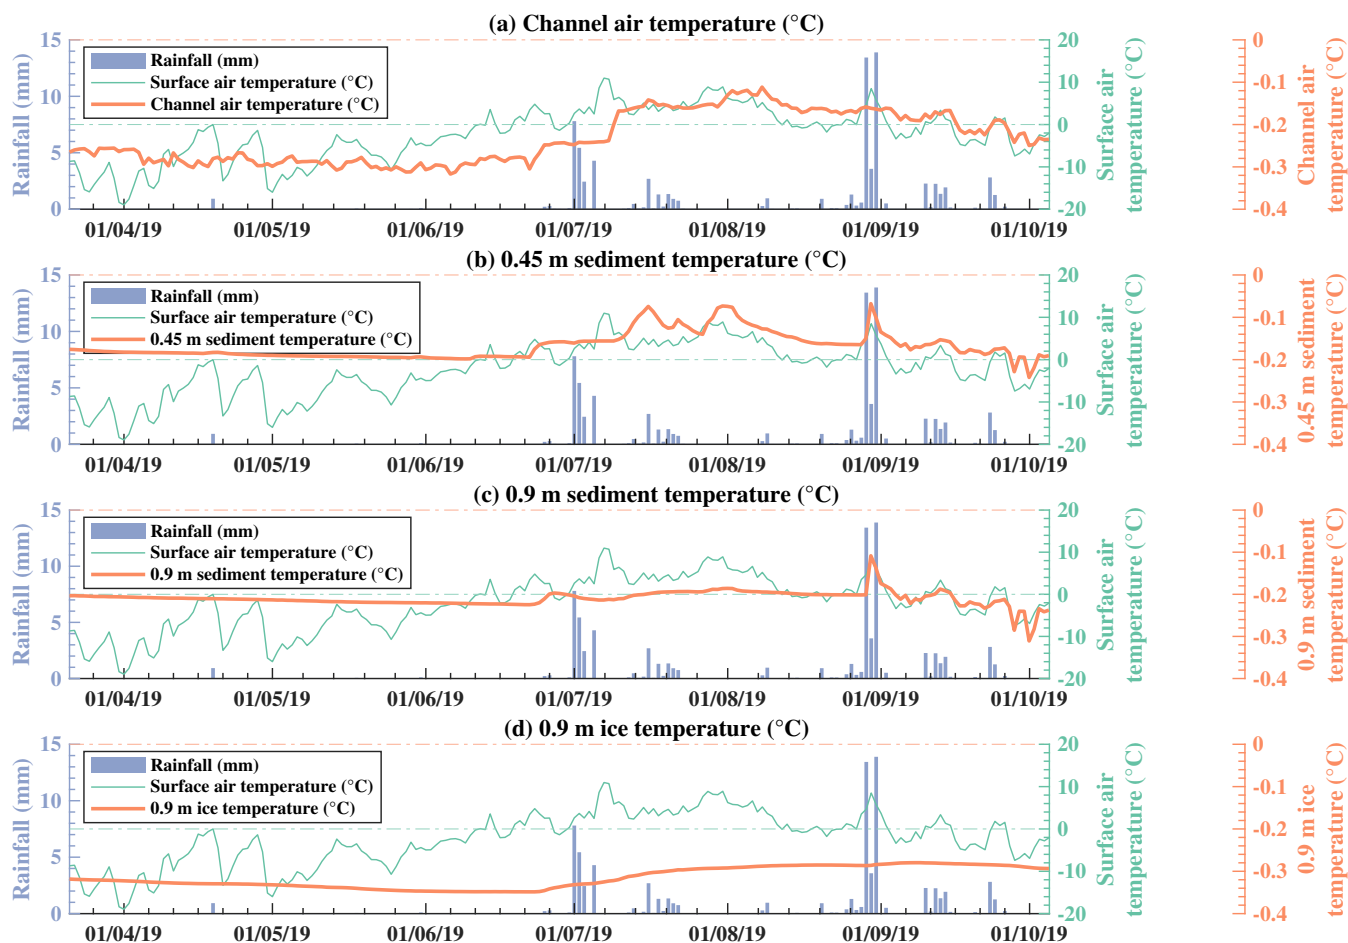 (a) Channel air temperature (°C)
Rainfall (mm)
15
10
5
0
Rainfall (mm)
Surface air temperature (°C)
Channel air temperature (°C)
20
10
0
-10
-20
Surface air
temperature (°C)
0
-0.1
-0.2
-0.3
-0.4
Channel air
temperature (°C)
01/04/19 01/05/19 01/06/19 01/07/19 01/08/19 01/09/19 01/10/19
(b) 0.45 m sediment temperature (°C)
Rainfall (mm)
15
10
5
0
Rainfall (mm)
Surface air temperature (°C)
0.45 m sediment temperature (°C)
20
10
0
-10
-20
Surface air
temperature (°C)
0
-0.1
-0.2
-0.3
-0.4
0.45 m sediment
temperature (°C)
01/04/19 01/05/19 01/06/19 01/07/19 01/08/19 01/09/19 01/10/19
(c) 0.9 m sediment temperature (°C)
Rainfall (mm)
15
10
5
0
Rainfall (mm)
Surface air temperature (°C)
0.9 m sediment temperature (°C)
20
10
0
-10
-20
Surface air
temperature (°C)
0
-0.1
-0.2
-0.3
-0.4
0.9 m sediment
temperature (°C)
01/04/19 01/05/19 01/06/19 01/07/19 01/08/19 01/09/19 01/10/19
(d) 0.9 m ice temperature (°C)
Rainfall (mm)
15
10
5
0
Rainfall (mm)
Surface air temperature (°C)
0.9 m ice temperature (°C)
20
10
0
-10
-20
Surface air
temperature (°C)
0
-0.1
-0.2
-0.3
-0.4
0.9 m ice
temperature (°C)
01/04/19 01/05/19 01/06/19 01/07/19 01/08/19 01/09/19 01/10/19